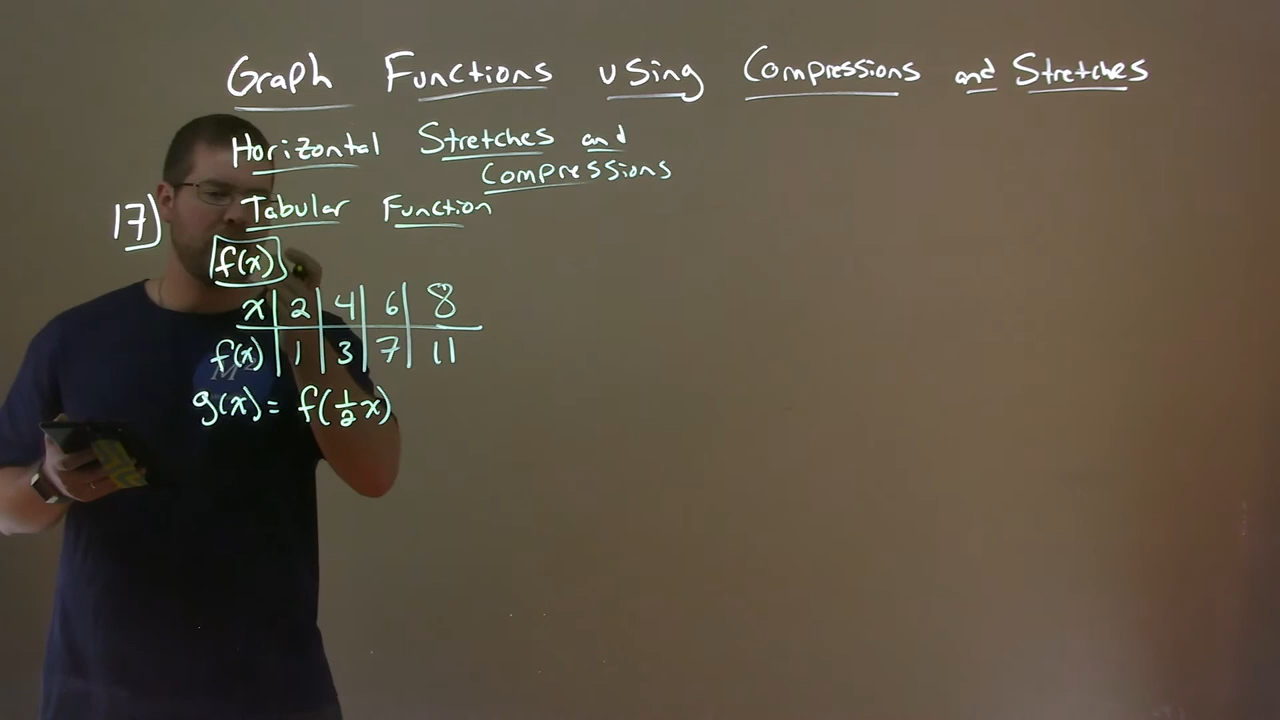 Graph Functions using Compressions and Stretches
Horizontal Stretches and
Compressions
17) Tabular Function
f(x)
x 2 4 6 8
f(x) 1 3 7 11
g(x) = f(½x)